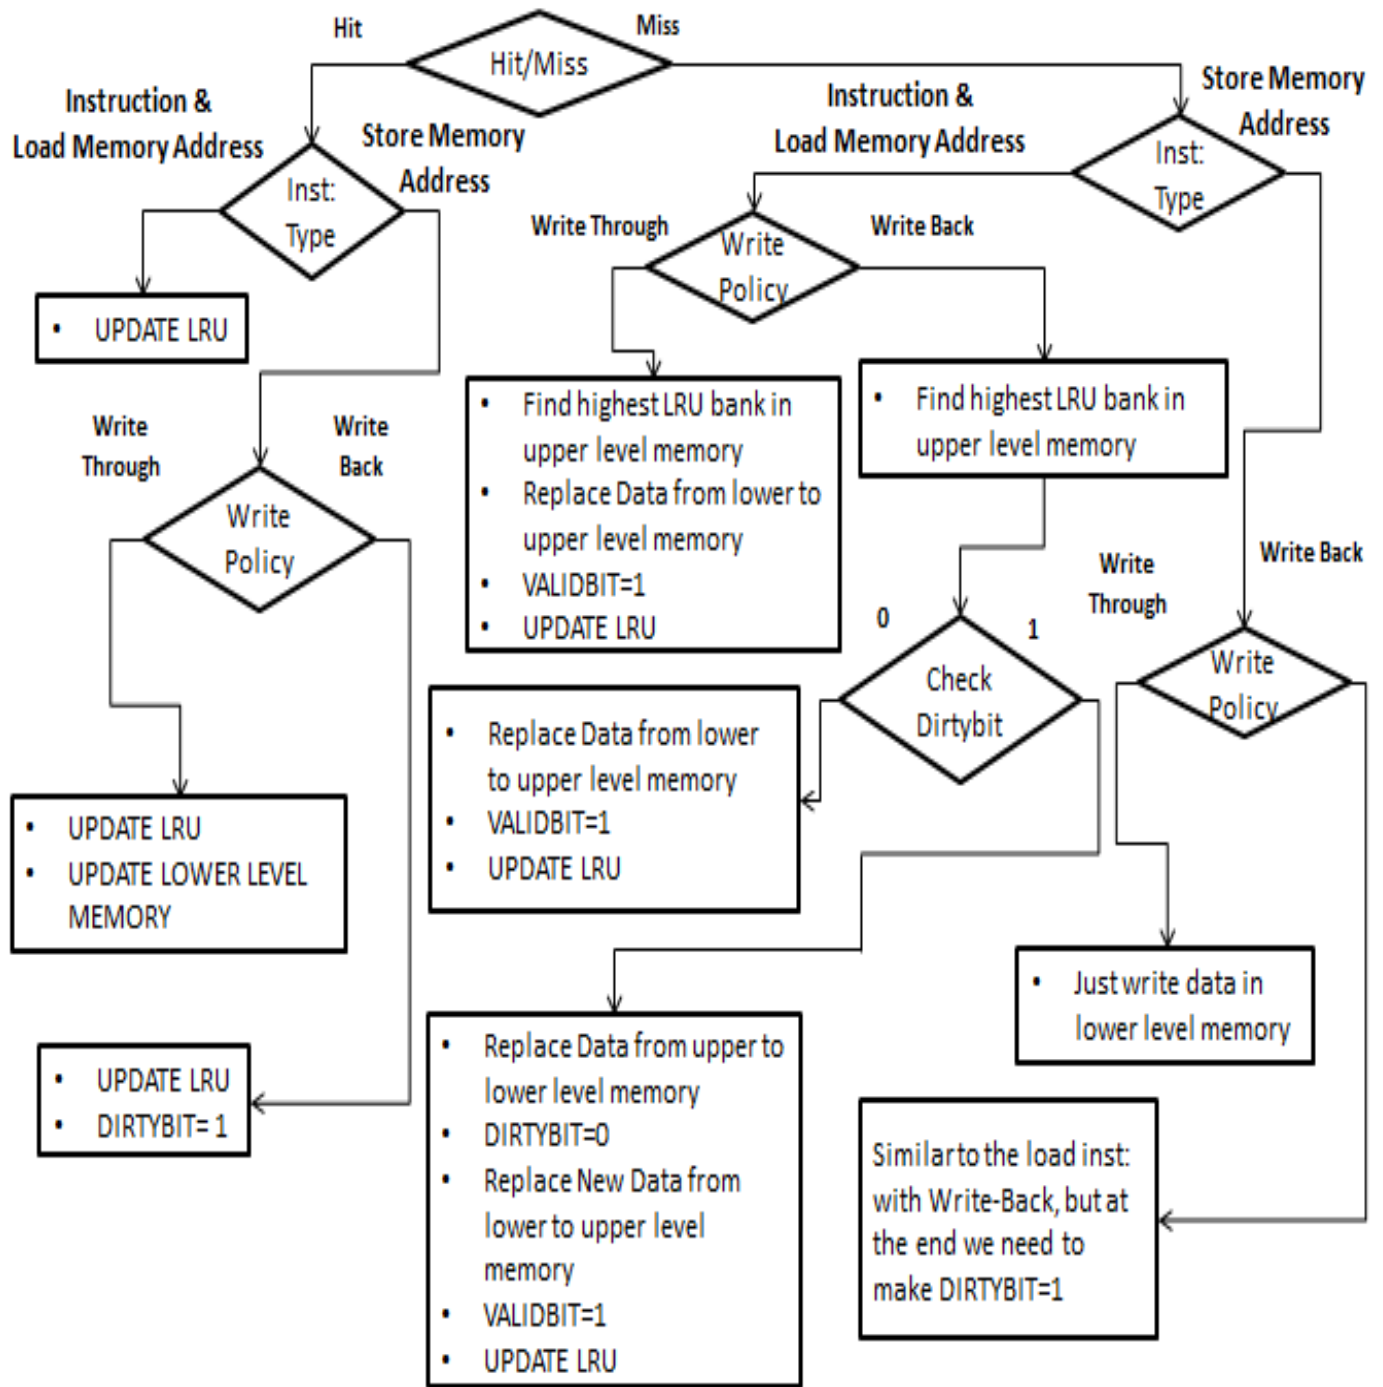 Hit
Miss
Hit/Miss
Instruction &
Load Memory Address
Store Memory
Address
Inst:
Type
Instruction &
Load Memory Address
Store Memory
Address
Inst:
Type
• UPDATE LRU
Write Through
Write Back
Write
Policy
Write
Through
Write
Back
Write
Policy
• Find highest LRU bank in
upper level memory
• Replace Data from lower to
upper level memory
• VALIDBIT=1
• UPDATE LRU
• Find highest LRU bank in
upper level memory
0
1
Check
Dirtybit
Write
Through
Write Back
Write
Policy
• Replace Data from lower
to upper level memory
• VALIDBIT=1
• UPDATE LRU
• UPDATE LRU
• UPDATE LOWER LEVEL
MEMORY
• UPDATE LRU
• DIRTYBIT= 1
• Replace Data from upper to
lower level memory
• DIRTYBIT=0
• Replace New Data from
lower to upper level
memory
• VALIDBIT=1
• UPDATE LRU
• Just write data in
lower level memory
Similar to the load inst:
with Write-Back, but at
the end we need to
make DIRTYBIT=1